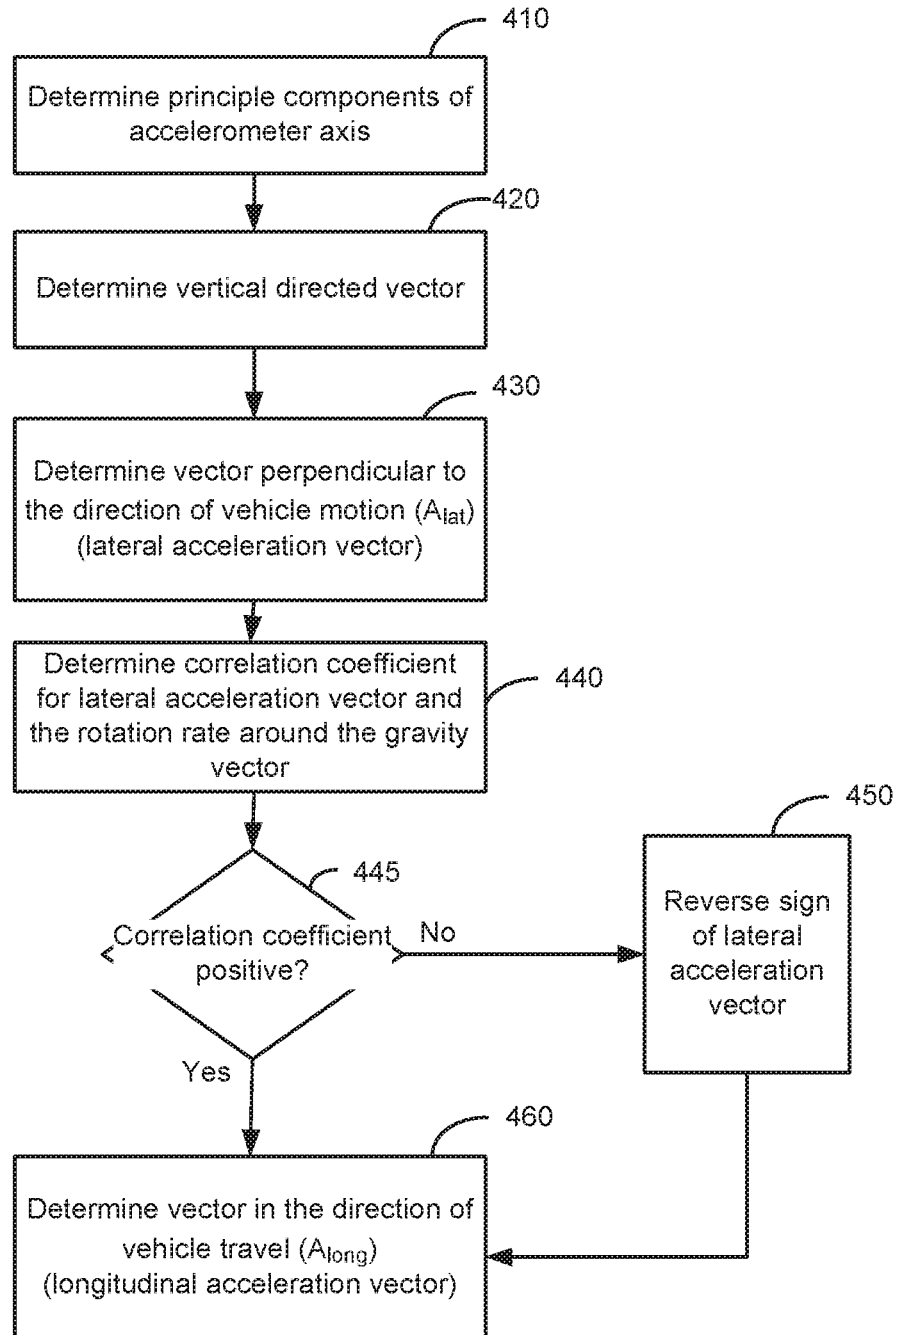 410
Determine principle components of
accelerometer axis
420
Determine vertical directed vector
430
Determine vector perpendicular to
the direction of vehicle motion (Alat)
(lateral acceleration vector)
440
Determine correlation coefficient
for lateral acceleration vector and
the rotation rate around the gravity
vector
445
Correlation coefficient
positive?
No
Yes
450
Reverse sign
of lateral
acceleration
vector
460
Determine vector in the direction of
vehicle travel (Along)
(longitudinal acceleration vector)